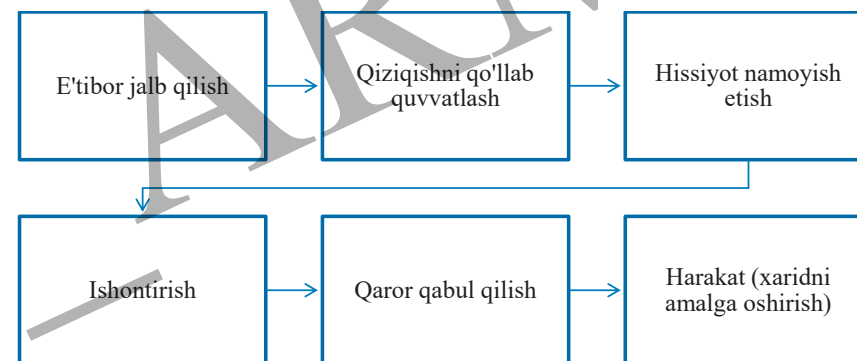 E'tibor jalb qilish
Qiziqishni qo'llab
quvvatlash
Hissiyot namoyish
etish
Ishontirish
Qaror qabul qilish
Harakat (xaridni
amalga oshirish)